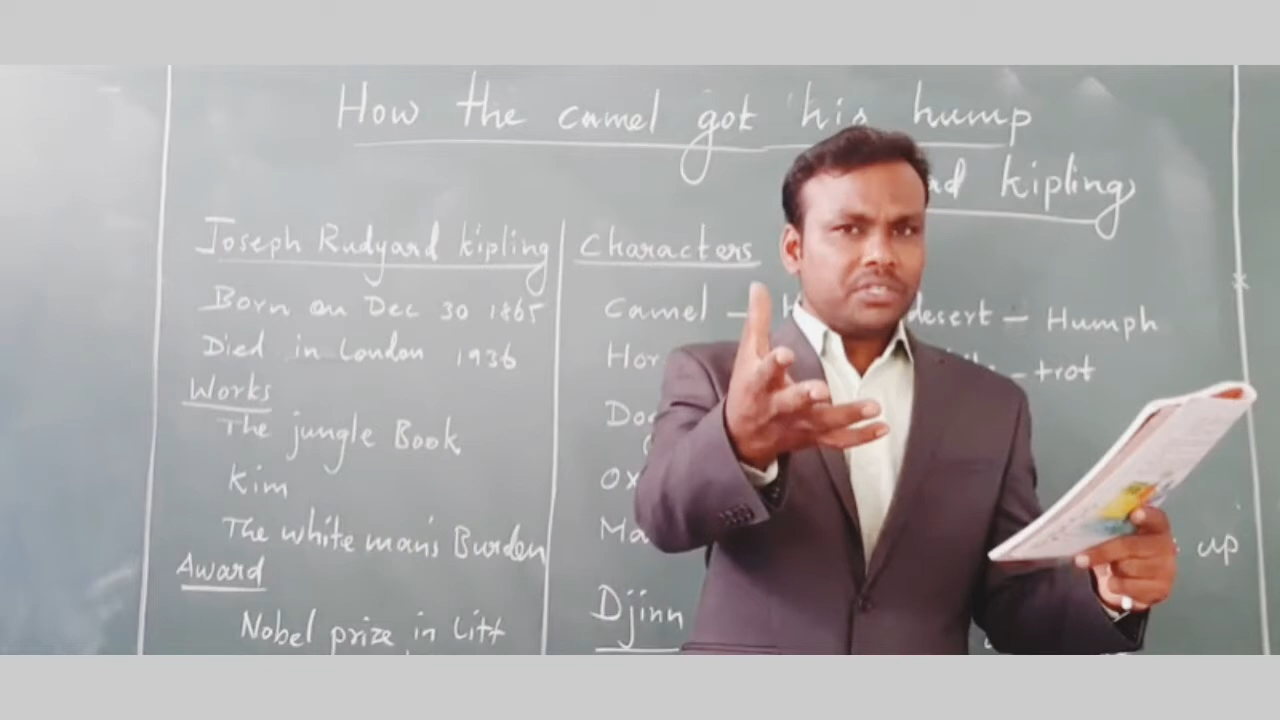 How the camel got his hump
kipling
Joseph Rudyard kipling
Born on Dec 30 1865
Died in London 1936
Works
The jungle Book
Kim
The white man's Burden
Award
Nobel prize in Litt
Characters
Camel — desert — Humph
trot
up
Djinn